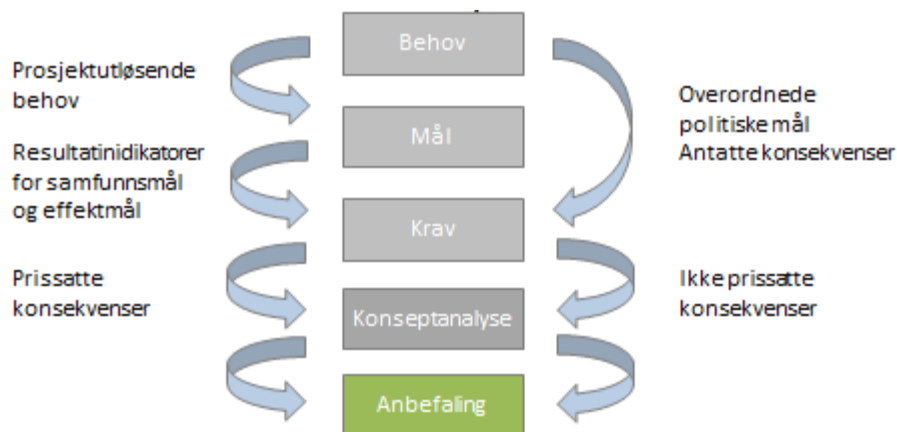 Behov
Prosjektutløsende
behov
Overordnede
politiske mål
Antatte konsekvenser
Mål
Resultatinidikatorer
for samfunnsmål
og effektmål
Krav
Prissatte
konsekvenser
Ikke prissatte
konsekvenser
Konseptanalyse
Anbefaling